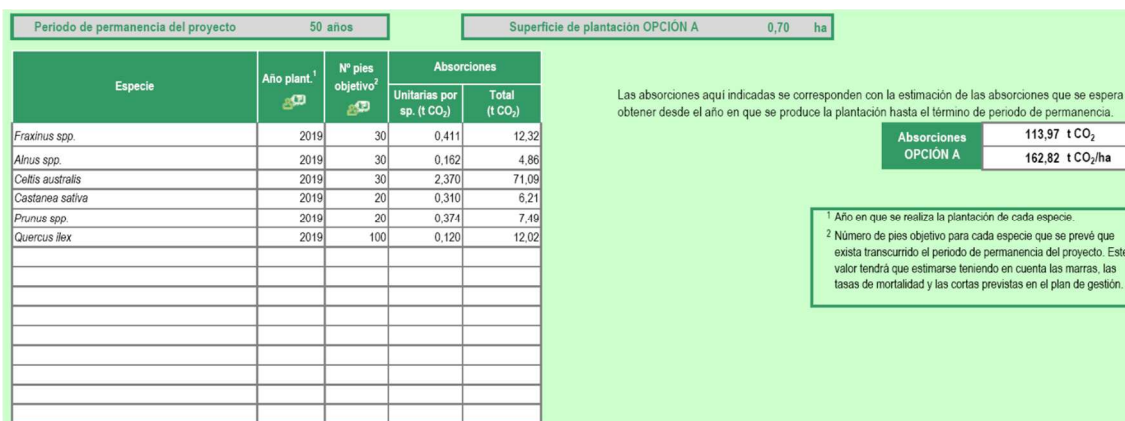 Periodo de permanencia del proyecto 50 años Superficie de plantación OPCIÓN A 0,70 ha
Especie Año plant.¹ Nº pies objetivo² Absorciones
Unitarias por sp. (t CO₂) Total (t CO₂)
Fraxinus spp. 2019 30 0,411 12,32
Alnus spp. 2019 30 0,162 4,86
Celtis australis 2019 30 2,370 71,09
Castanea sativa 2019 20 0,310 6,21
Prunus spp. 2019 20 0,374 7,49
Quercus ilex 2019 100 0,120 12,02
Las absorciones aquí indicadas se corresponden con la estimación de las absorciones que se espera
obtener desde el año en que se produce la plantación hasta el término de periodo de permanencia.
Absorciones 113,97 t CO₂
OPCIÓN A 162,82 t CO₂/ha
¹ Año en que se realiza la plantación de cada especie.
² Número de pies objetivo para cada especie que se prevé que
exista transcurrido el periodo de permanencia del proyecto. Este
valor tendrá que estimarse teniendo en cuenta las marras, las
tasas de mortalidad y las cortas previstas en el plan de gestión.